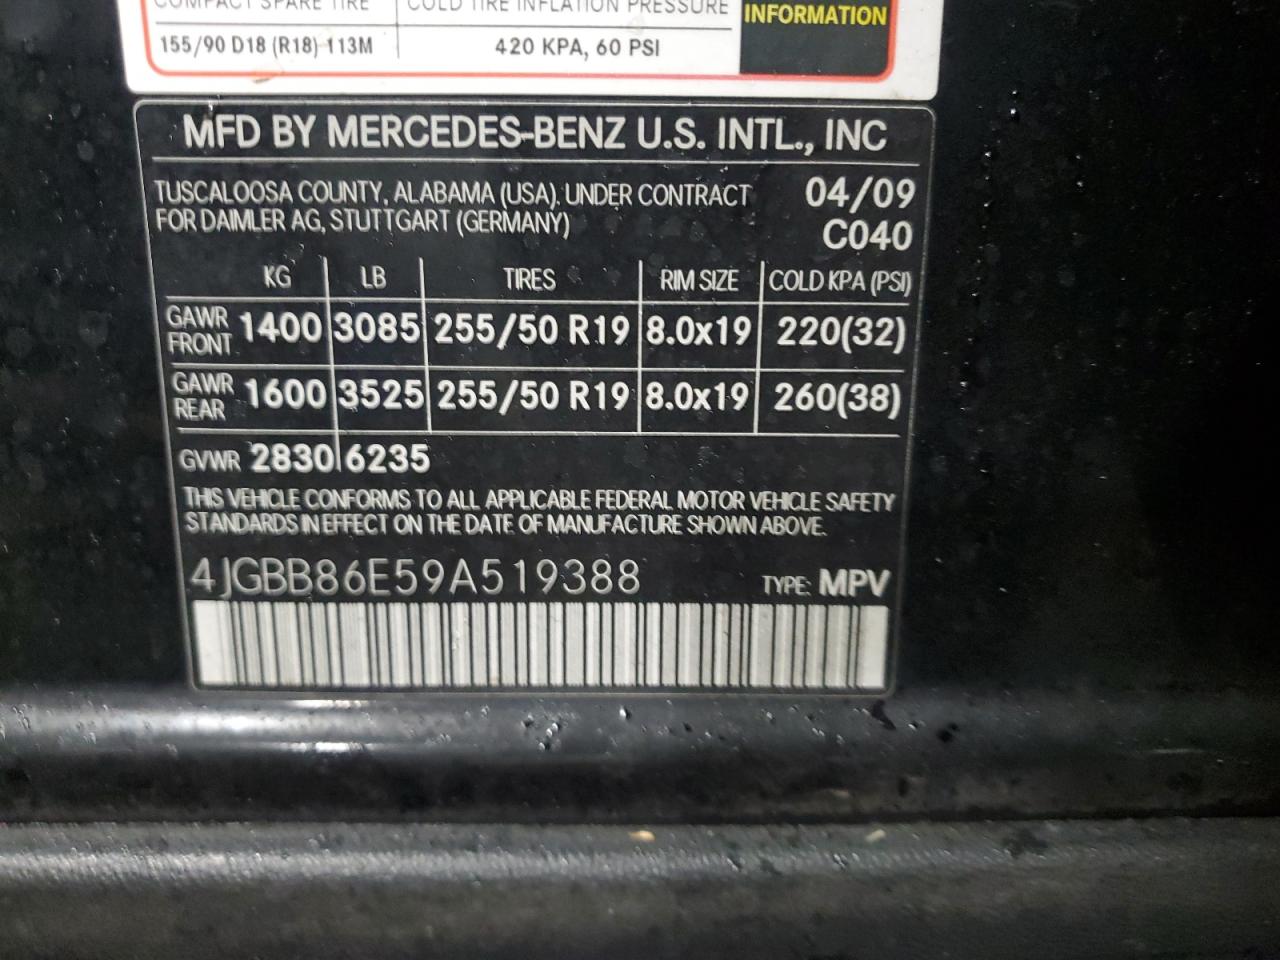 COMPACT SPARE TIRE COLD TIRE INFLATION PRESSURE
INFORMATION
155/90 D18 (R18) 113M 420 KPA, 60 PSI
MFD BY MERCEDES-BENZ U.S. INTL., INC
TUSCALOOSA COUNTY, ALABAMA (USA). UNDER CONTRACT 04/09
FOR DAIMLER AG, STUTTGART (GERMANY) C040
KG LB TIRES RIM SIZE COLD KPA (PSI)
GAWR FRONT 1400 3085 255/50 R19 8.0x19 220(32)
GAWR REAR 1600 3525 255/50 R19 8.0x19 260(38)
GVWR 2830 6235
THIS VEHICLE CONFORMS TO ALL APPLICABLE FEDERAL MOTOR VEHICLE SAFETY
STANDARDS IN EFFECT ON THE DATE OF MANUFACTURE SHOWN ABOVE.
4JGBB86E59A519388 TYPE: MPV